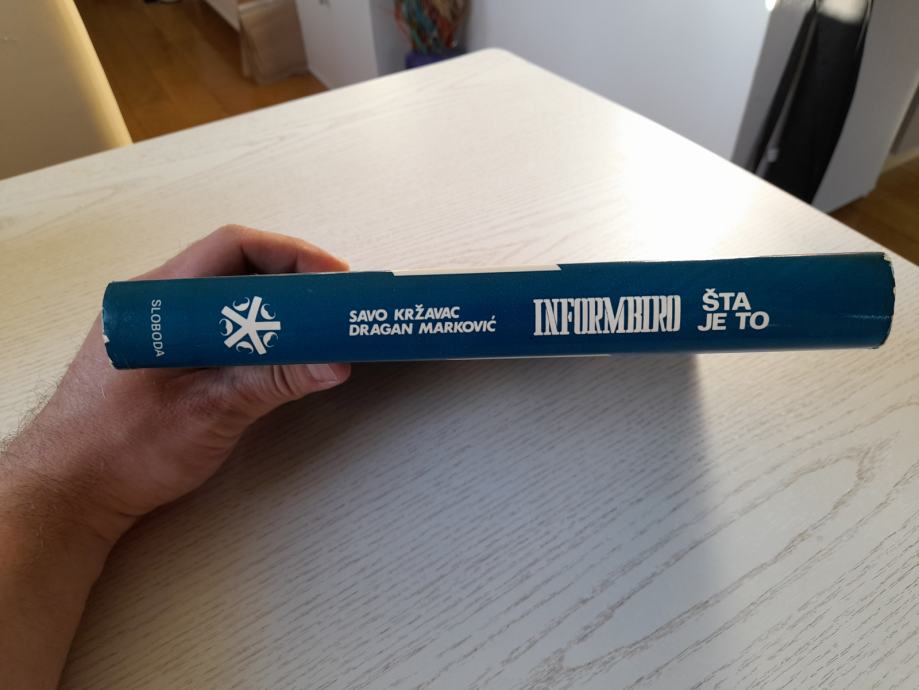 SLOBODA
SAVO KRŽAVAC
DRAGAN MARKOVIĆ
INFORMBIRO
ŠTA
JE TO